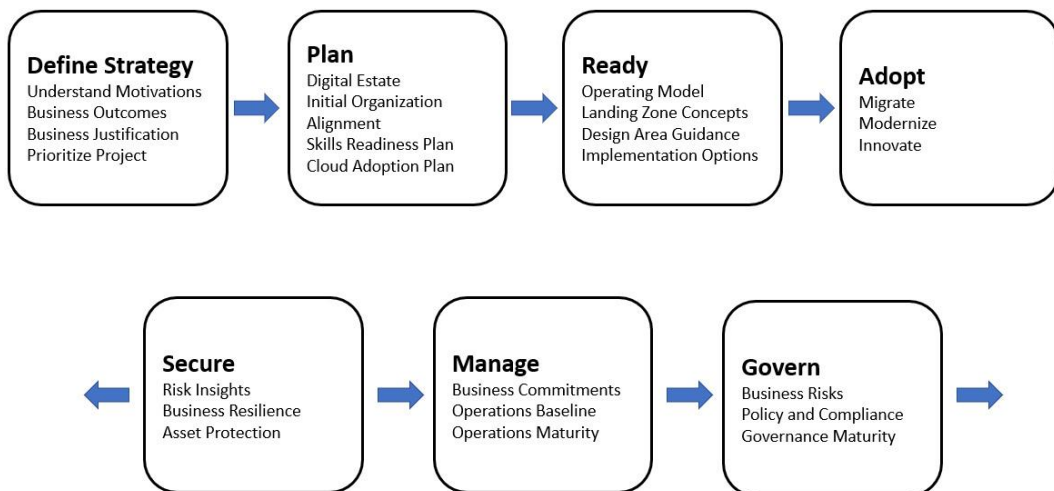 Define Strategy
Understand Motivations
Business Outcomes
Business Justification
Prioritize Project
Plan
Digital Estate
Initial Organization
Alignment
Skills Readiness Plan
Cloud Adoption Plan
Ready
Operating Model
Landing Zone Concepts
Design Area Guidance
Implementation Options
Adopt
Migrate
Modernize
Innovate
Secure
Risk Insights
Business Resilience
Asset Protection
Manage
Business Commitments
Operations Baseline
Operations Maturity
Govern
Business Risks
Policy and Compliance
Governance Maturity